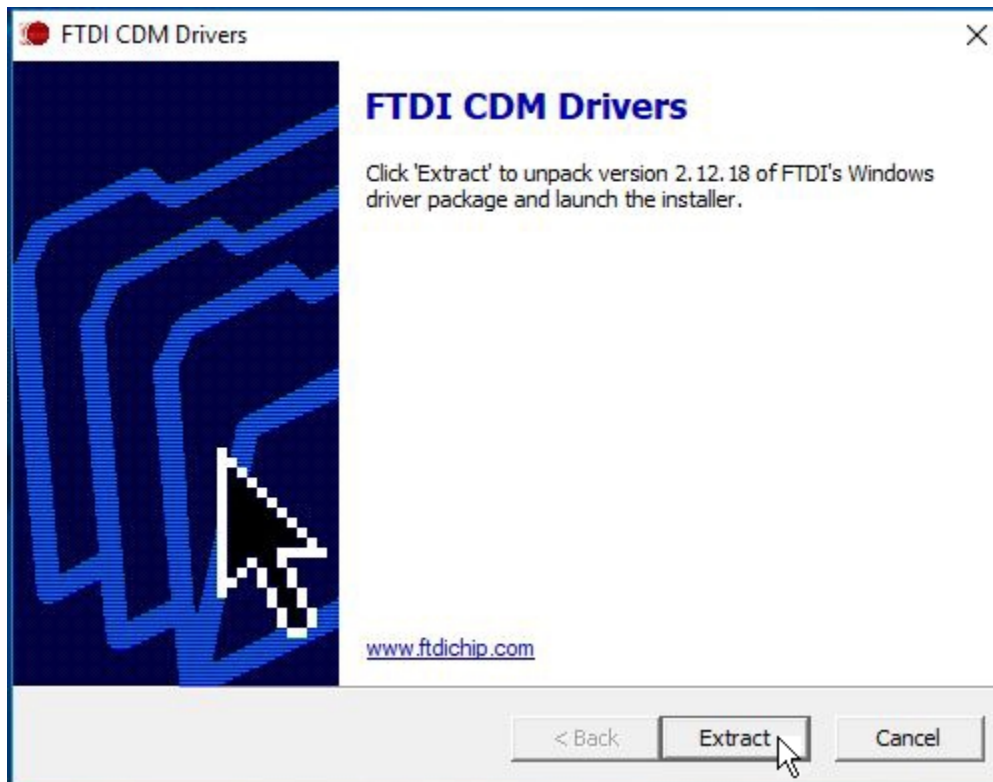 FTDI CDM Drivers
FTDI CDM Drivers
Click 'Extract' to unpack version 2.12.18 of FTDI's Windows
driver package and launch the installer.
www.ftdichip.com
< Back
Extract
Cancel